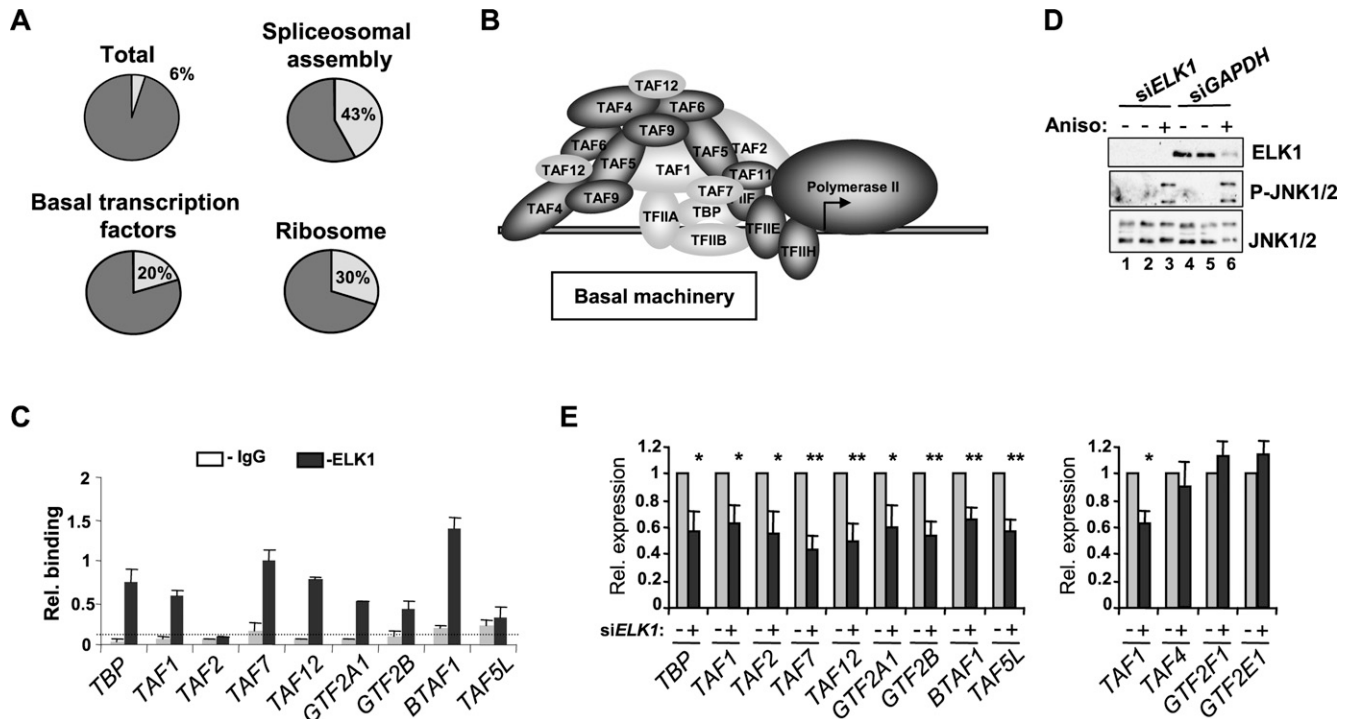 A
Total
6%
Spliceosomal
assembly
43%
Basal transcription
factors
20%
Ribosome
30%
B
TAF12
TAF4
TAF6
TAF9
TAF6
TAF5
TAF5
TAF2
TAF12
TAF1
TAF11
TAF4
TAF9
TAF7
IIF
TFIIA
TBP
TFIIE
TFIIB
TFIIH
Polymerase II
Basal machinery
C
- IgG
-ELK1
Rel. binding
2
1.5
1
0.5
0
TBP
TAF1
TAF2
TAF7
TAF12
GTF2A1
GTF2B
BTAF1
TAF5L
D
siELK1 siGAPDH
Aniso: - - + - - +
ELK1
P-JNK1/2
JNK1/2
1 2 3 4 5 6
E
Rel. expression
1.2
1
0.8
0.6
0.4
0.2
0
* * * ** ** * ** ** **
siELK1: -+ -+ -+ -+ -+ -+ -+ -+ -+
TBP
TAF1
TAF2
TAF7
TAF12
GTF2A1
GTF2B
BTAF1
TAF5L
Rel. expression
1.2
1
0.8
0.6
0.4
0.2
0
*
-+ -+ -+ -+
TAF1
TAF4
GTF2F1
GTF2E1